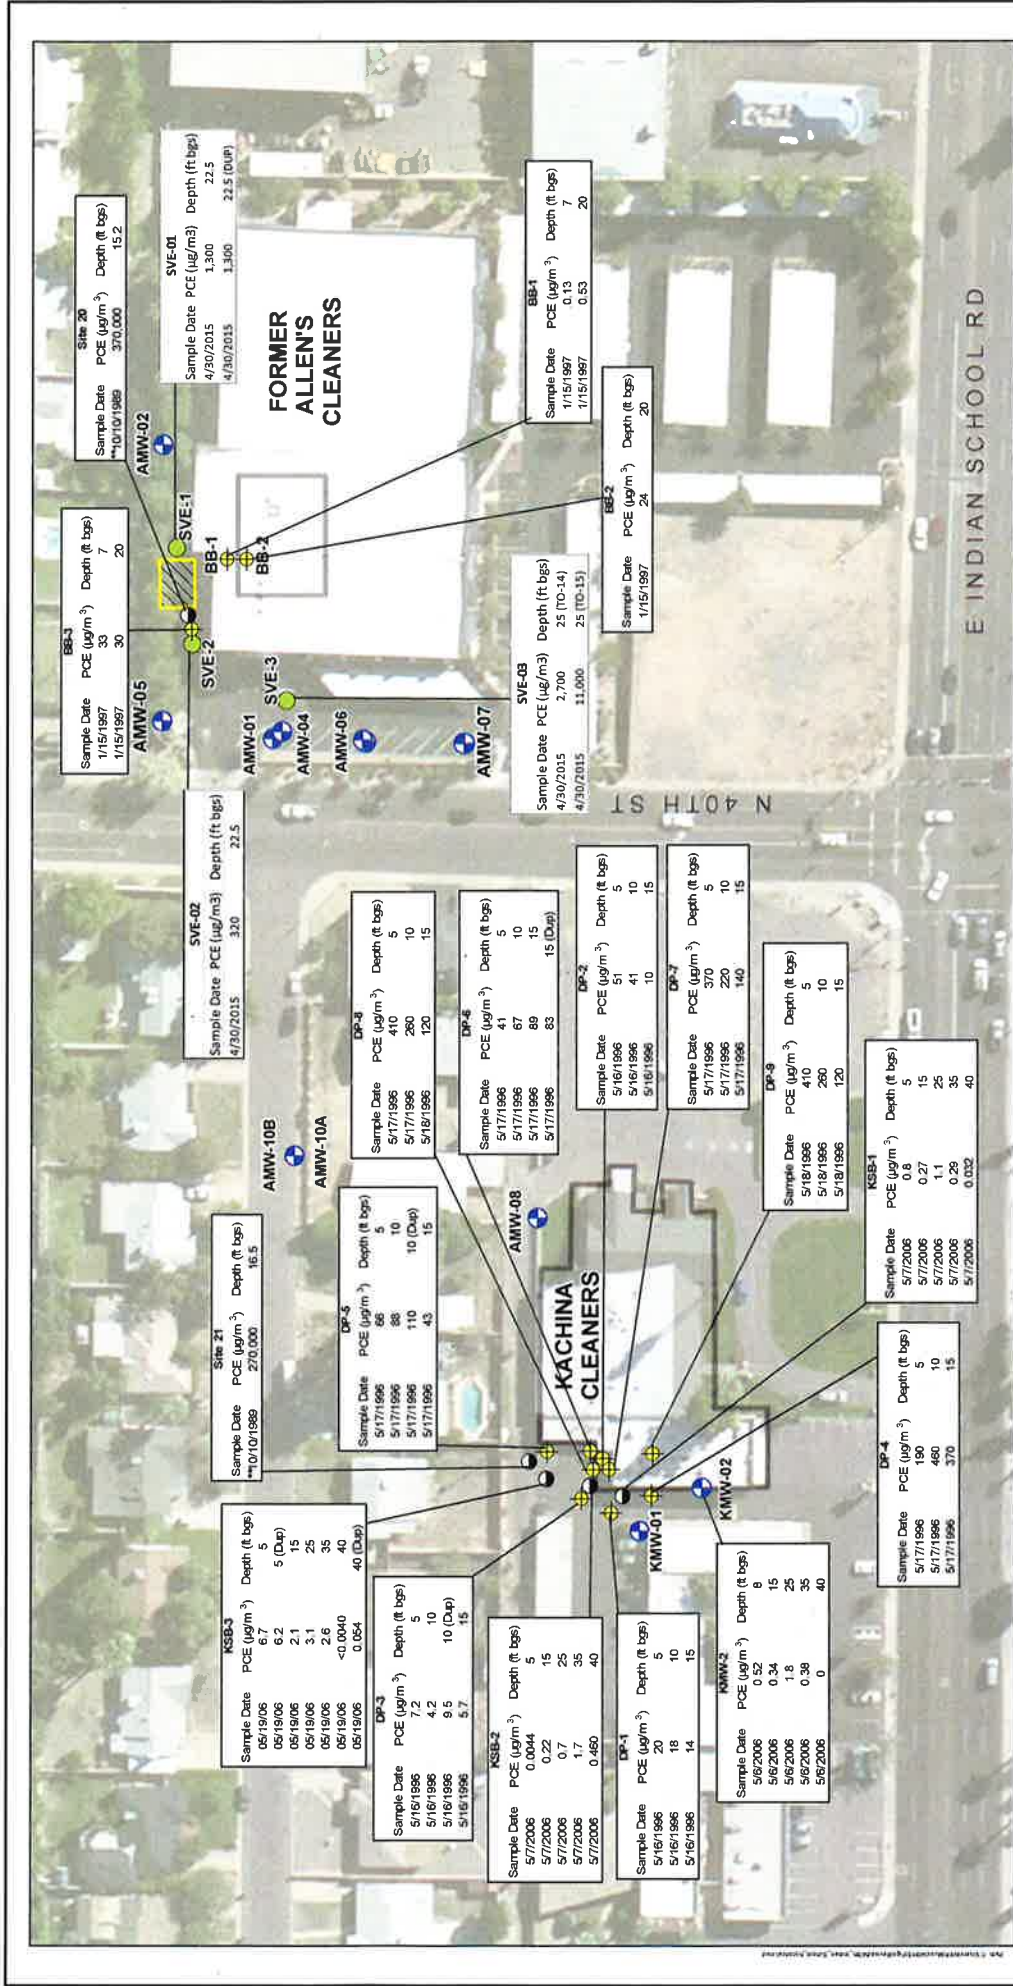 Site 20
Sample Date PCE (µg/m³) Depth (ft bgs)
**10/10/1989 370,000 15.2
SVE-01
Sample Date PCE (µg/m3) Depth (ft bgs)
4/30/2015 1,300 22.5
4/30/2015 1,300 22.5 (DUP)
BB-3
Sample Date PCE (µg/m³) Depth (ft bgs)
1/15/1997 33 7
1/15/1997 30 20
AMW-02
AMW-05
SVE-1
SVE-2
BB-1
BB-2
SVE-3
AMW-01
AMW-04
AMW-06
AMW-07
FORMER
ALLEN'S
CLEANERS
BB-1
Sample Date PCE (µg/m³) Depth (ft bgs)
1/15/1997 0.13 7
1/15/1997 0.53 20
BB-2
Sample Date PCE (µg/m³) Depth (ft bgs)
1/15/1997 24 20
SVE-03
Sample Date PCE (µg/m3) Depth (ft bgs)
4/30/2015 2,700 25 (TO-14)
4/30/2015 11,000 25 (TO-15)
SVE-02
Sample Date PCE (µg/m3) Depth (ft bgs)
4/30/2015 320 22.5
N 40TH ST
E INDIAN SCHOOL RD
DP-8
Sample Date PCE (µg/m³) Depth (ft bgs)
5/17/1996 410 5
5/17/1996 260 10
5/18/1996 120 15
DP-6
Sample Date PCE (µg/m³) Depth (ft bgs)
5/17/1996 41 5
5/17/1996 67 10
5/17/1996 89 15
5/17/1996 83 15 (Dup)
DP-2
Sample Date PCE (µg/m³) Depth (ft bgs)
5/16/1996 51 5
5/16/1996 41 10
5/16/1996 10 15
DP-7
Sample Date PCE (µg/m³) Depth (ft bgs)
5/17/1996 370 5
5/17/1996 220 10
5/17/1996 140 15
DP-9
Sample Date PCE (µg/m³) Depth (ft bgs)
5/18/1996 410 5
5/18/1996 260 10
5/18/1996 120 15
KSB-1
Sample Date PCE (µg/m³) Depth (ft bgs)
5/7/2006 0.8 5
5/7/2006 0.27 15
5/7/2006 1.1 25
5/7/2006 0.29 35
5/7/2006 0.032 40
AMW-10B
AMW-10A
AMW-08
KACHINA
CLEANERS
Site 21
Sample Date PCE (µg/m³) Depth (ft bgs)
**10/10/1989 270,000 16.5
DP-5
Sample Date PCE (µg/m³) Depth (ft bgs)
5/17/1996 66 5
5/17/1996 88 10
5/17/1996 110 10 (Dup)
5/17/1996 43 15
DP-4
Sample Date PCE (µg/m³) Depth (ft bgs)
5/17/1996 190 5
5/17/1996 460 10
5/17/1996 370 15
KMW-01
KMW-02
KSB-3
Sample Date PCE (µg/m³) Depth (ft bgs)
05/19/06 6.7 5
05/19/06 6.2 5 (Dup)
05/19/06 2.1 15
05/19/06 3.1 25
05/19/06 2.6 35
05/19/06 <0.0040 40
05/19/06 0.054 40 (Dup)
DP-3
Sample Date PCE (µg/m³) Depth (ft bgs)
5/16/1996 7.2 5
5/16/1996 4.2 10
5/16/1996 9.5 10 (Dup)
5/16/1996 5.7 15
KSB-2
Sample Date PCE (µg/m³) Depth (ft bgs)
5/7/2006 0.0044 5
5/7/2006 0.22 15
5/7/2006 0.7 25
5/7/2006 1.7 35
5/7/2006 0.460 40
DP-1
Sample Date PCE (µg/m³) Depth (ft bgs)
5/16/1996 20 5
5/16/1996 18 10
5/16/1996 14 15
KMW-2
Sample Date PCE (µg/m³) Depth (ft bgs)
5/6/2006 0.52 8
5/6/2006 0.34 15
5/6/2006 1.8 25
5/6/2006 0.38 35
5/6/2006 0 40